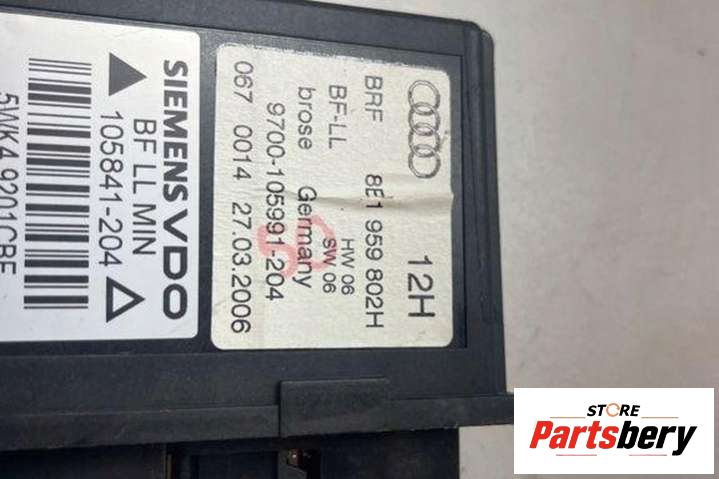 SIEMENS VDO
BF LL MIN
105841-204
5WK4 9201CBF
12H
BRF 8E1 959 802H
BF-LL HW 06
SW 06
brose Germany
9700-105991-204
067 0014 27.03.2006
STORE
Partsbery